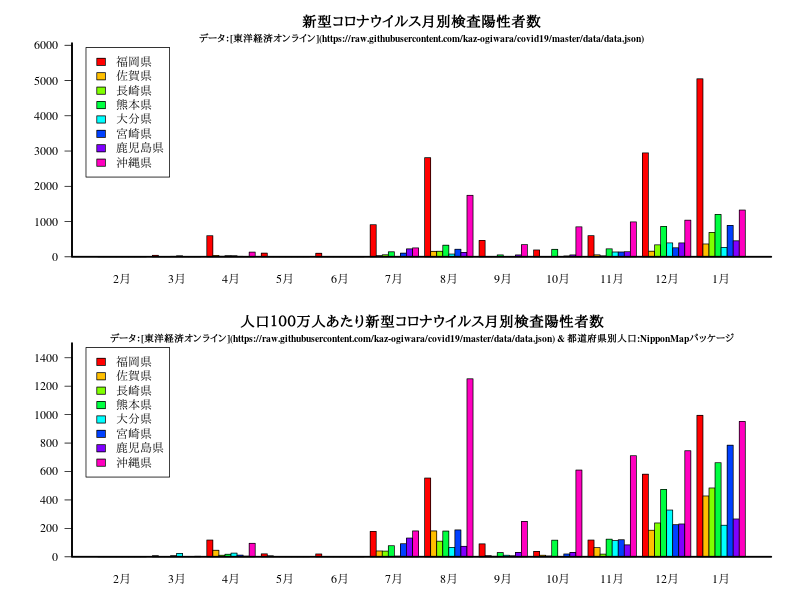 新型コロナウイルス月別検査陽性者数
データ：[東洋経済オンライン](https://raw.githubusercontent.com/kaz-ogiwara/covid19/master/data/data.json)
6000
5000
4000
3000
2000
1000
0
福岡県
佐賀県
長崎県
熊本県
大分県
宮崎県
鹿児島県
沖縄県
2月 3月 4月 5月 6月 7月 8月 9月 10月 11月 12月 1月
人口100万人あたり新型コロナウイルス月別検査陽性者数
データ：[東洋経済オンライン](https://raw.githubusercontent.com/kaz-ogiwara/covid19/master/data/data.json) & 都道府県別人口:NipponMapパッケージ
1400
1200
1000
800
600
400
200
0
福岡県
佐賀県
長崎県
熊本県
大分県
宮崎県
鹿児島県
沖縄県
2月 3月 4月 5月 6月 7月 8月 9月 10月 11月 12月 1月